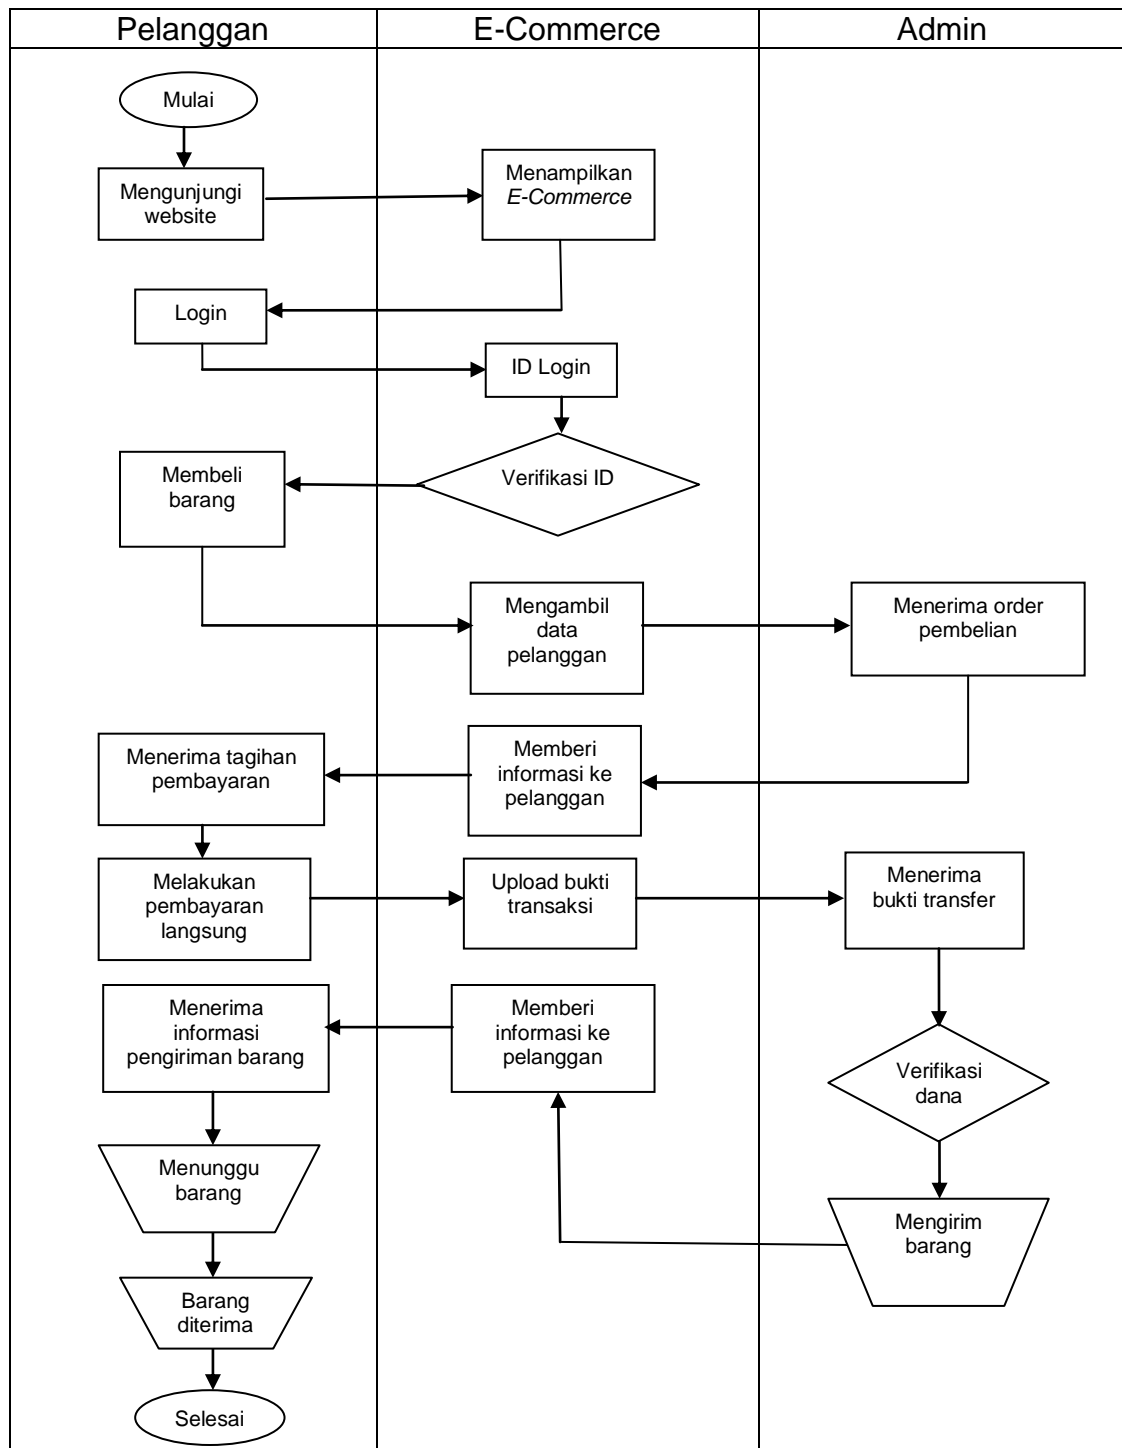 Pelanggan
E-Commerce
Admin
Mulai
Mengunjungi
website
Menampilkan
E-Commerce
Login
ID Login
Verifikasi ID
Membeli
barang
Mengambil
data
pelanggan
Menerima order
pembelian
Memberi
informasi ke
pelanggan
Menerima tagihan
pembayaran
Melakukan
pembayaran
langsung
Upload bukti
transaksi
Menerima
bukti transfer
Verifikasi
dana
Mengirim
barang
Memberi
informasi ke
pelanggan
Menerima
informasi
pengiriman barang
Menunggu
barang
Barang
diterima
Selesai